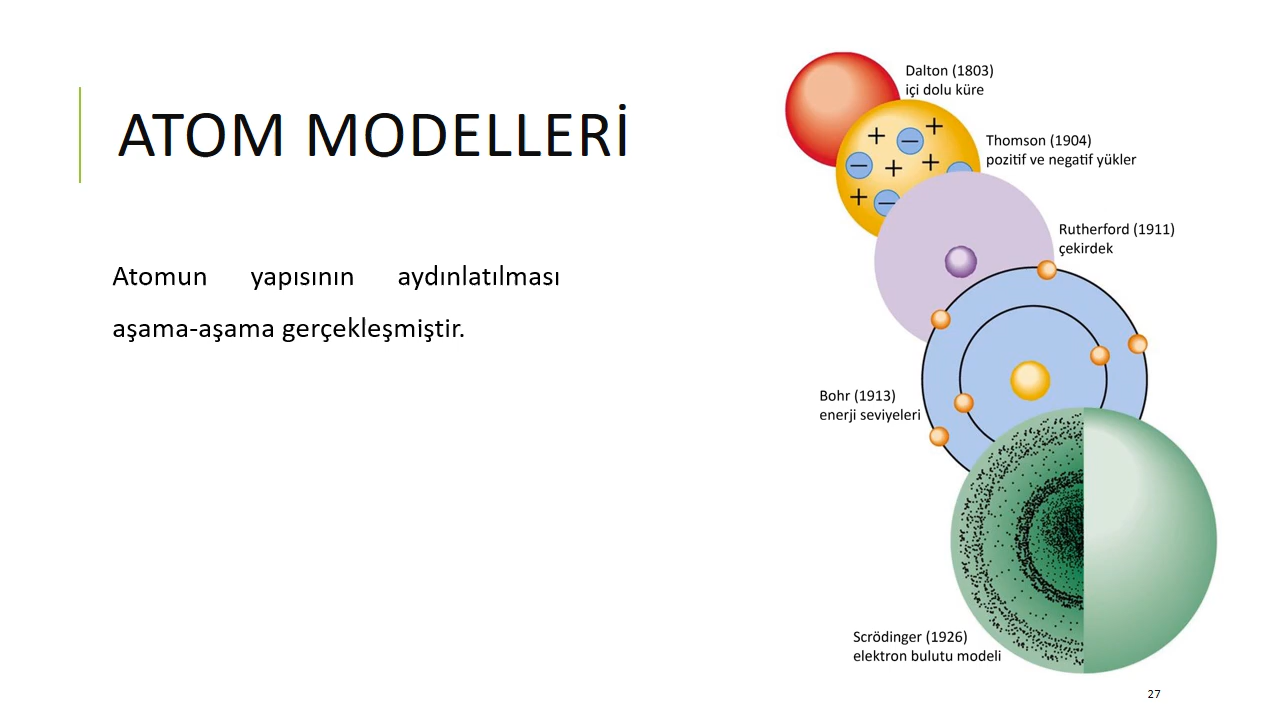 ATOM MODELLERİ
Atomun yapısının aydınlatılması
aşama-aşama gerçekleşmiştir.
Dalton (1803)
içi dolu küre
Thomson (1904)
pozitif ve negatif yükler
Rutherford (1911)
çekirdek
Bohr (1913)
enerji seviyeleri
Scrödinger (1926)
elektron bulutu modeli
27